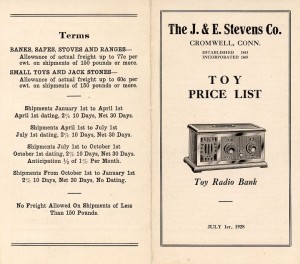 Terms
BANKS, SAFES, STOVES AND RANGES—
Allowance of actual freight up to 77c per
cwt. on shipments of 150 pounds or more.
SMALL TOYS AND JACK STONES—
Allowance of actual freight up to 60c per
cwt. on shipments of 150 pounds or more.
Shipments January 1st to April 1st
April 1st dating, 2% 10 Days, Net 30 Days.
Shipments April 1st to July 1st
July 1st dating, 2% 10 Days, Net 30 Days.
Shipments July 1st to October 1st
October 1st dating, 2% 10 Days, Net 30 Days.
Anticipation ½ of 1% Per Month.
Shipments From October 1st to January 1st
2% 10 Days, Net 30 Days, No Dating.
No Freight Allowed On Shipments of Less
Than 150 Pounds.
The J. & E. Stevens Co.
CROMWELL, CONN.
ESTABLISHED 1843
INCORPORATED 1869
TOY
PRICE LIST
Toy Radio Bank
JULY 1st, 1928